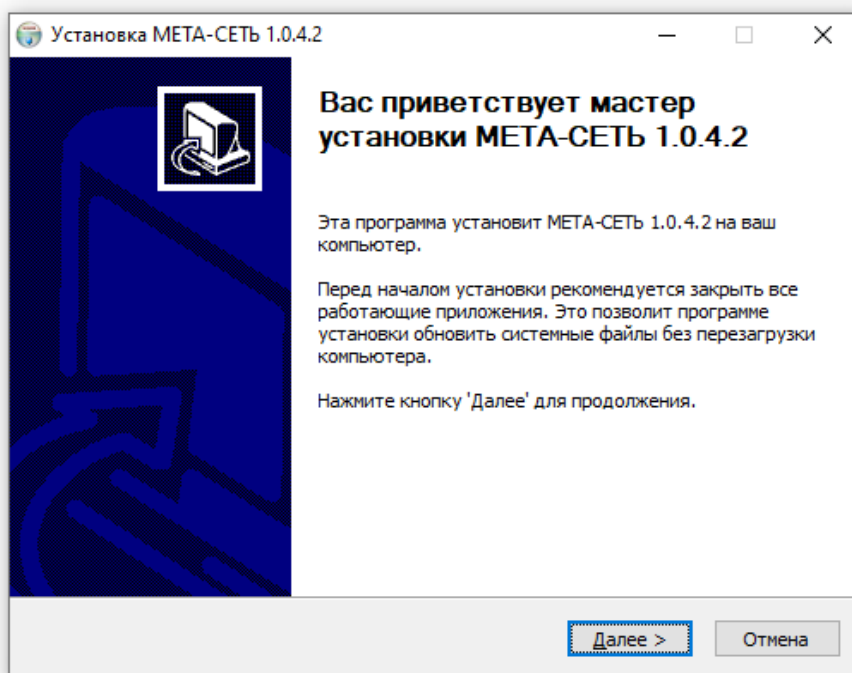 Установка МЕТА-СЕТЬ 1.0.4.2
Вас приветствует мастер
установки МЕТА-СЕТЬ 1.0.4.2
Эта программа установит МЕТА-СЕТЬ 1.0.4.2 на ваш
компьютер.
Перед началом установки рекомендуется закрыть все
работающие приложения. Это позволит программе
установки обновить системные файлы без перезагрузки
компьютера.
Нажмите кнопку 'Далее' для продолжения.
Далее >
Отмена